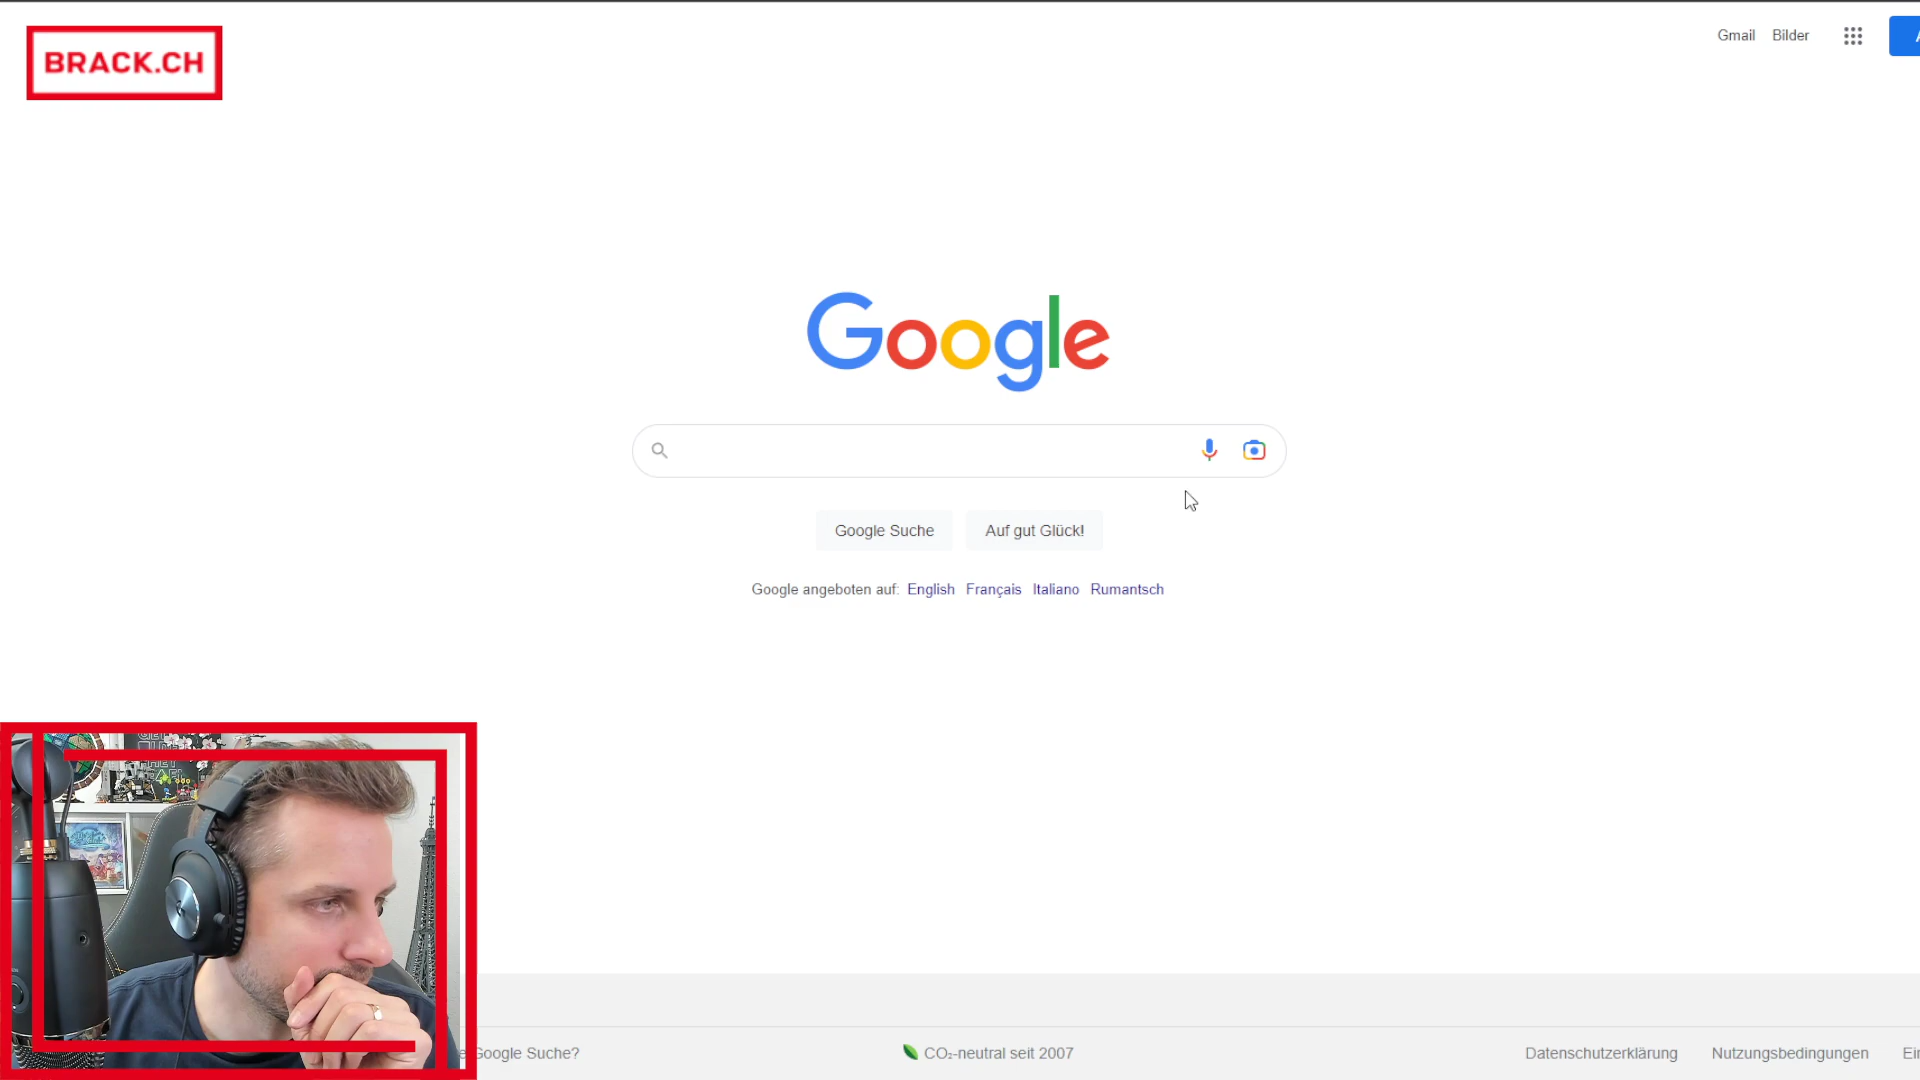 BRACK.CH
Gmail Bilder
Google
Google Suche Auf gut Glück!
Google angeboten auf: English Français Italiano Rumantsch
Google Suche?
CO₂-neutral seit 2007
Datenschutzerklärung Nutzungsbedingungen